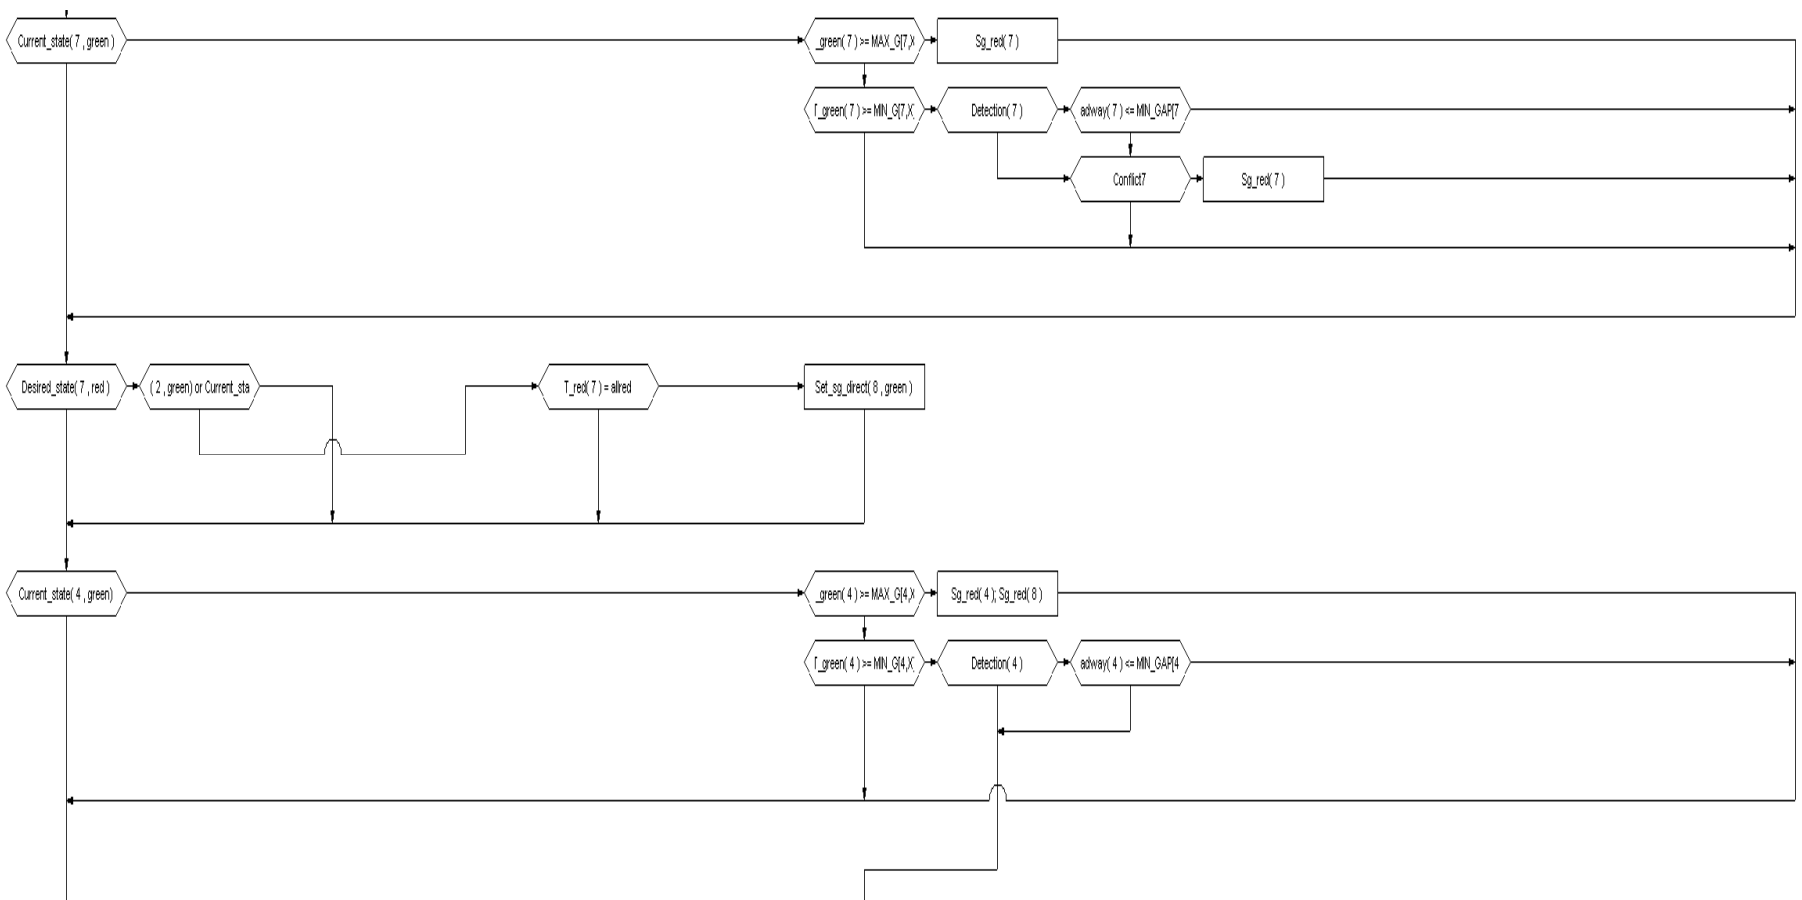 Current_state( 7 , green )
_green( 7 ) >= MAX_G[7,X
Sg_red( 7 )
T_green( 7 ) >= MIN_G[7,X]
Detection( 7 )
adway( 7 ) <= MIN_GAP[7
Conflict7
Sg_red( 7 )
Desired_state( 7 , red )
( 2 , green) or Current_sta
T_red( 7 ) = allred
Set_sg_direct( 8 , green )
Current_state( 4 , green)
_green( 4 ) >= MAX_G[4,X
Sg_red( 4 ); Sg_red( 8 )
T_green( 4 ) >= MIN_G[4,X]
Detection( 4 )
adway( 4 ) <= MIN_GAP[4